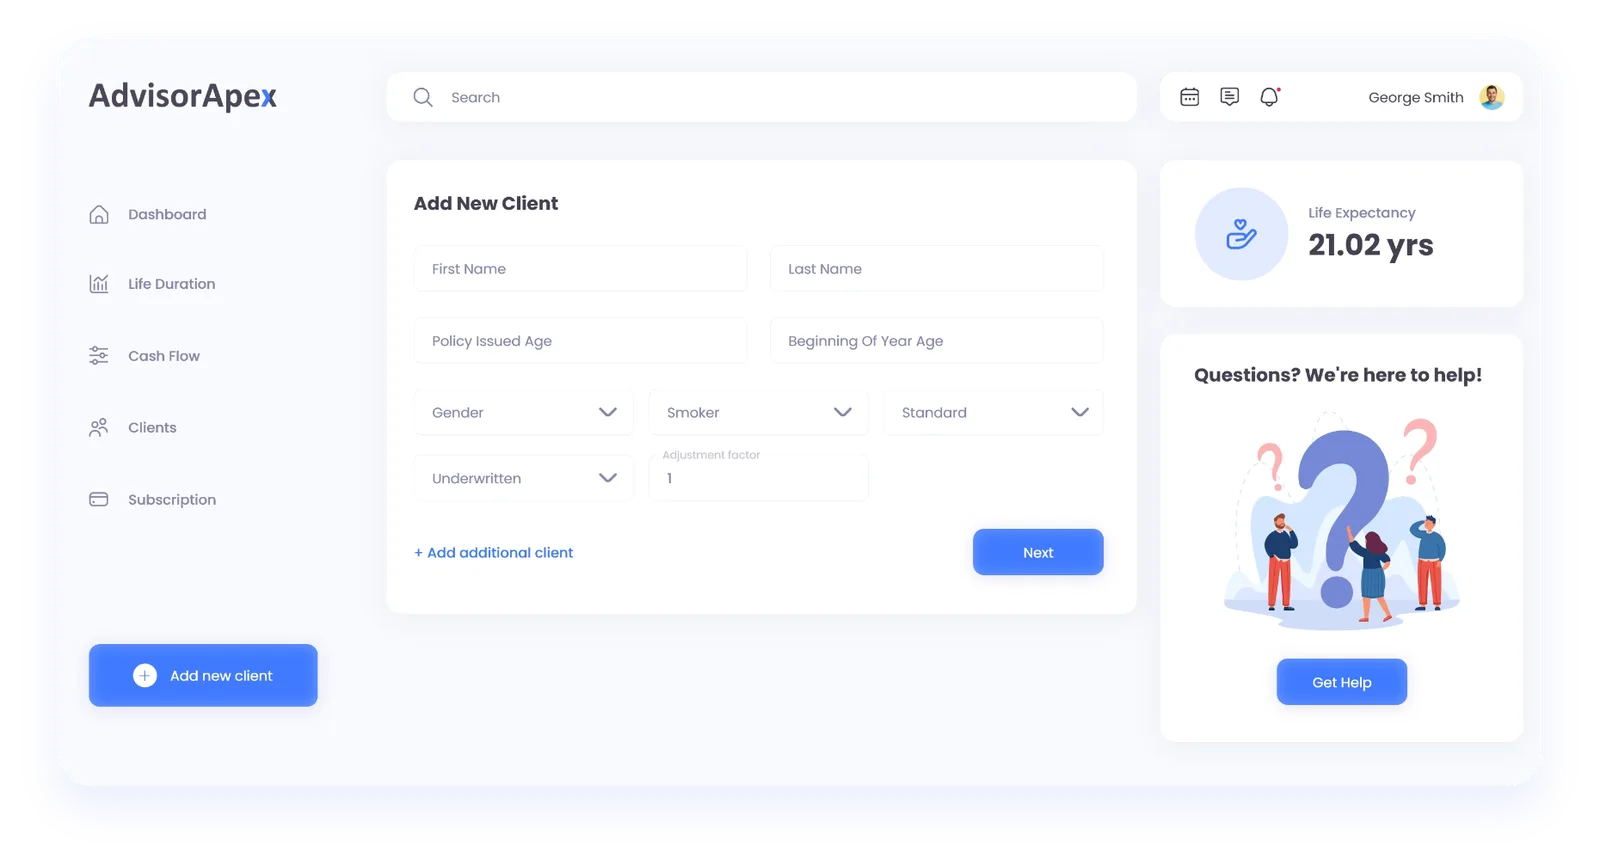 AdvisorApex
Search
George Smith
Dashboard
Life Duration
Cash Flow
Clients
Subscription
Add new client
Add New Client
First Name
Last Name
Policy Issued Age
Beginning Of Year Age
Gender
Smoker
Standard
Underwritten
Adjustment factor
1
+ Add additional client
Next
Life Expectancy
21.02 yrs
Questions? We're here to help!
Get Help